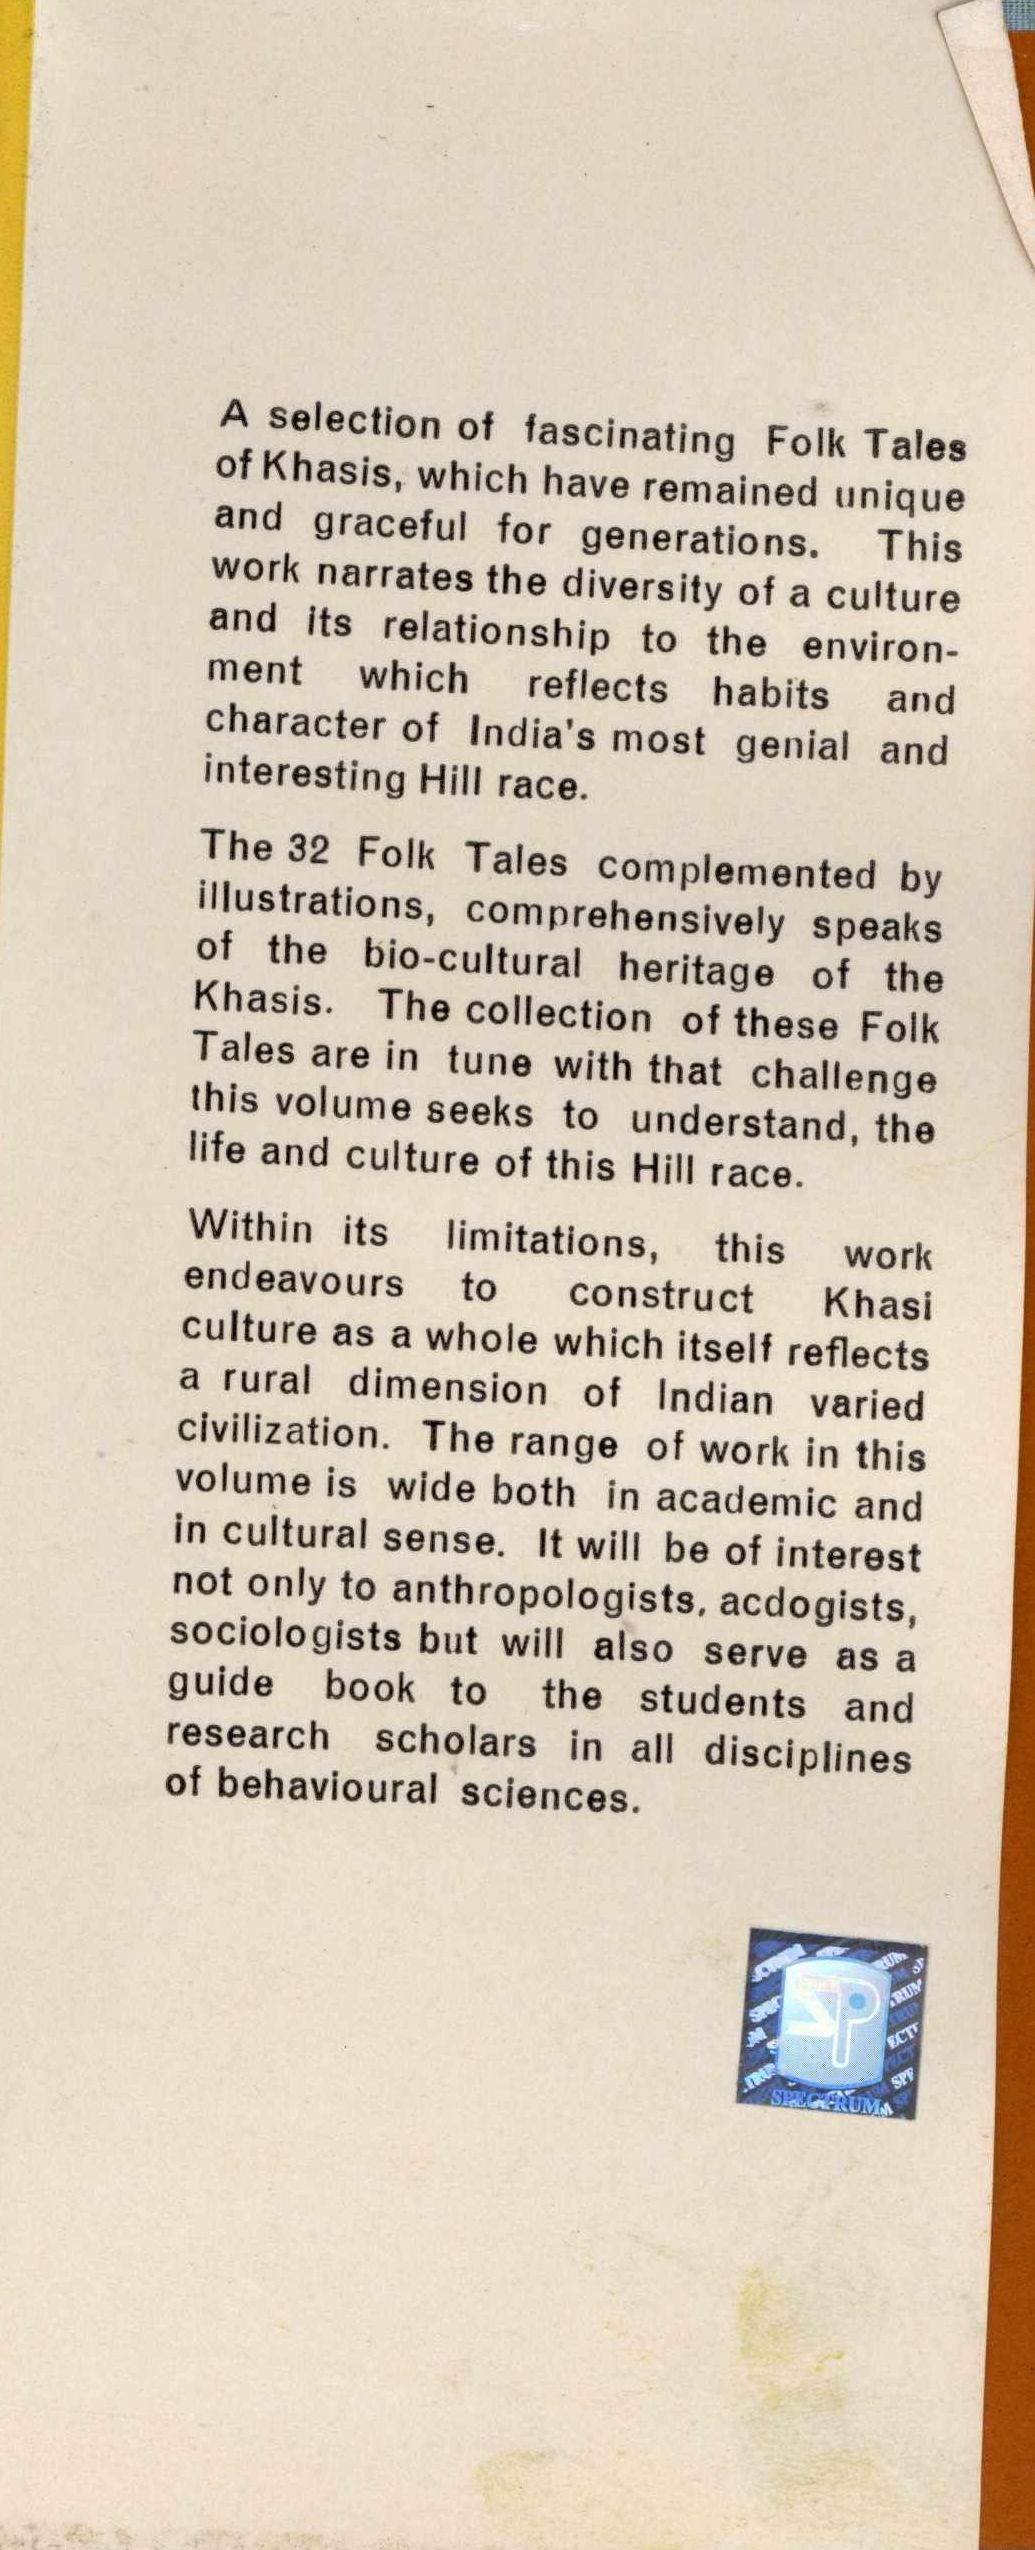 A selection of fascinating Folk Tales
of Khasis, which have remained unique
and graceful for generations. This
work narrates the diversity of a culture
and its relationship to the environ-
ment which reflects habits and
character of India's most genial and
interesting Hill race.
The 32 Folk Tales complemented by
illustrations, comprehensively speaks
of the bio-cultural heritage of the
Khasis. The collection of these Folk
Tales are in tune with that challenge
this volume seeks to understand, the
life and culture of this Hill race.
Within its limitations, this work
endeavours to construct Khasi
culture as a whole which itself reflects
a rural dimension of Indian varied
civilization. The range of work in this
volume is wide both in academic and
in cultural sense. It will be of interest
not only to anthropologists, acdogists,
sociologists but will also serve as a
guide book to the students and
research scholars in all disciplines
of behavioural sciences.
SP
SPECTRUM